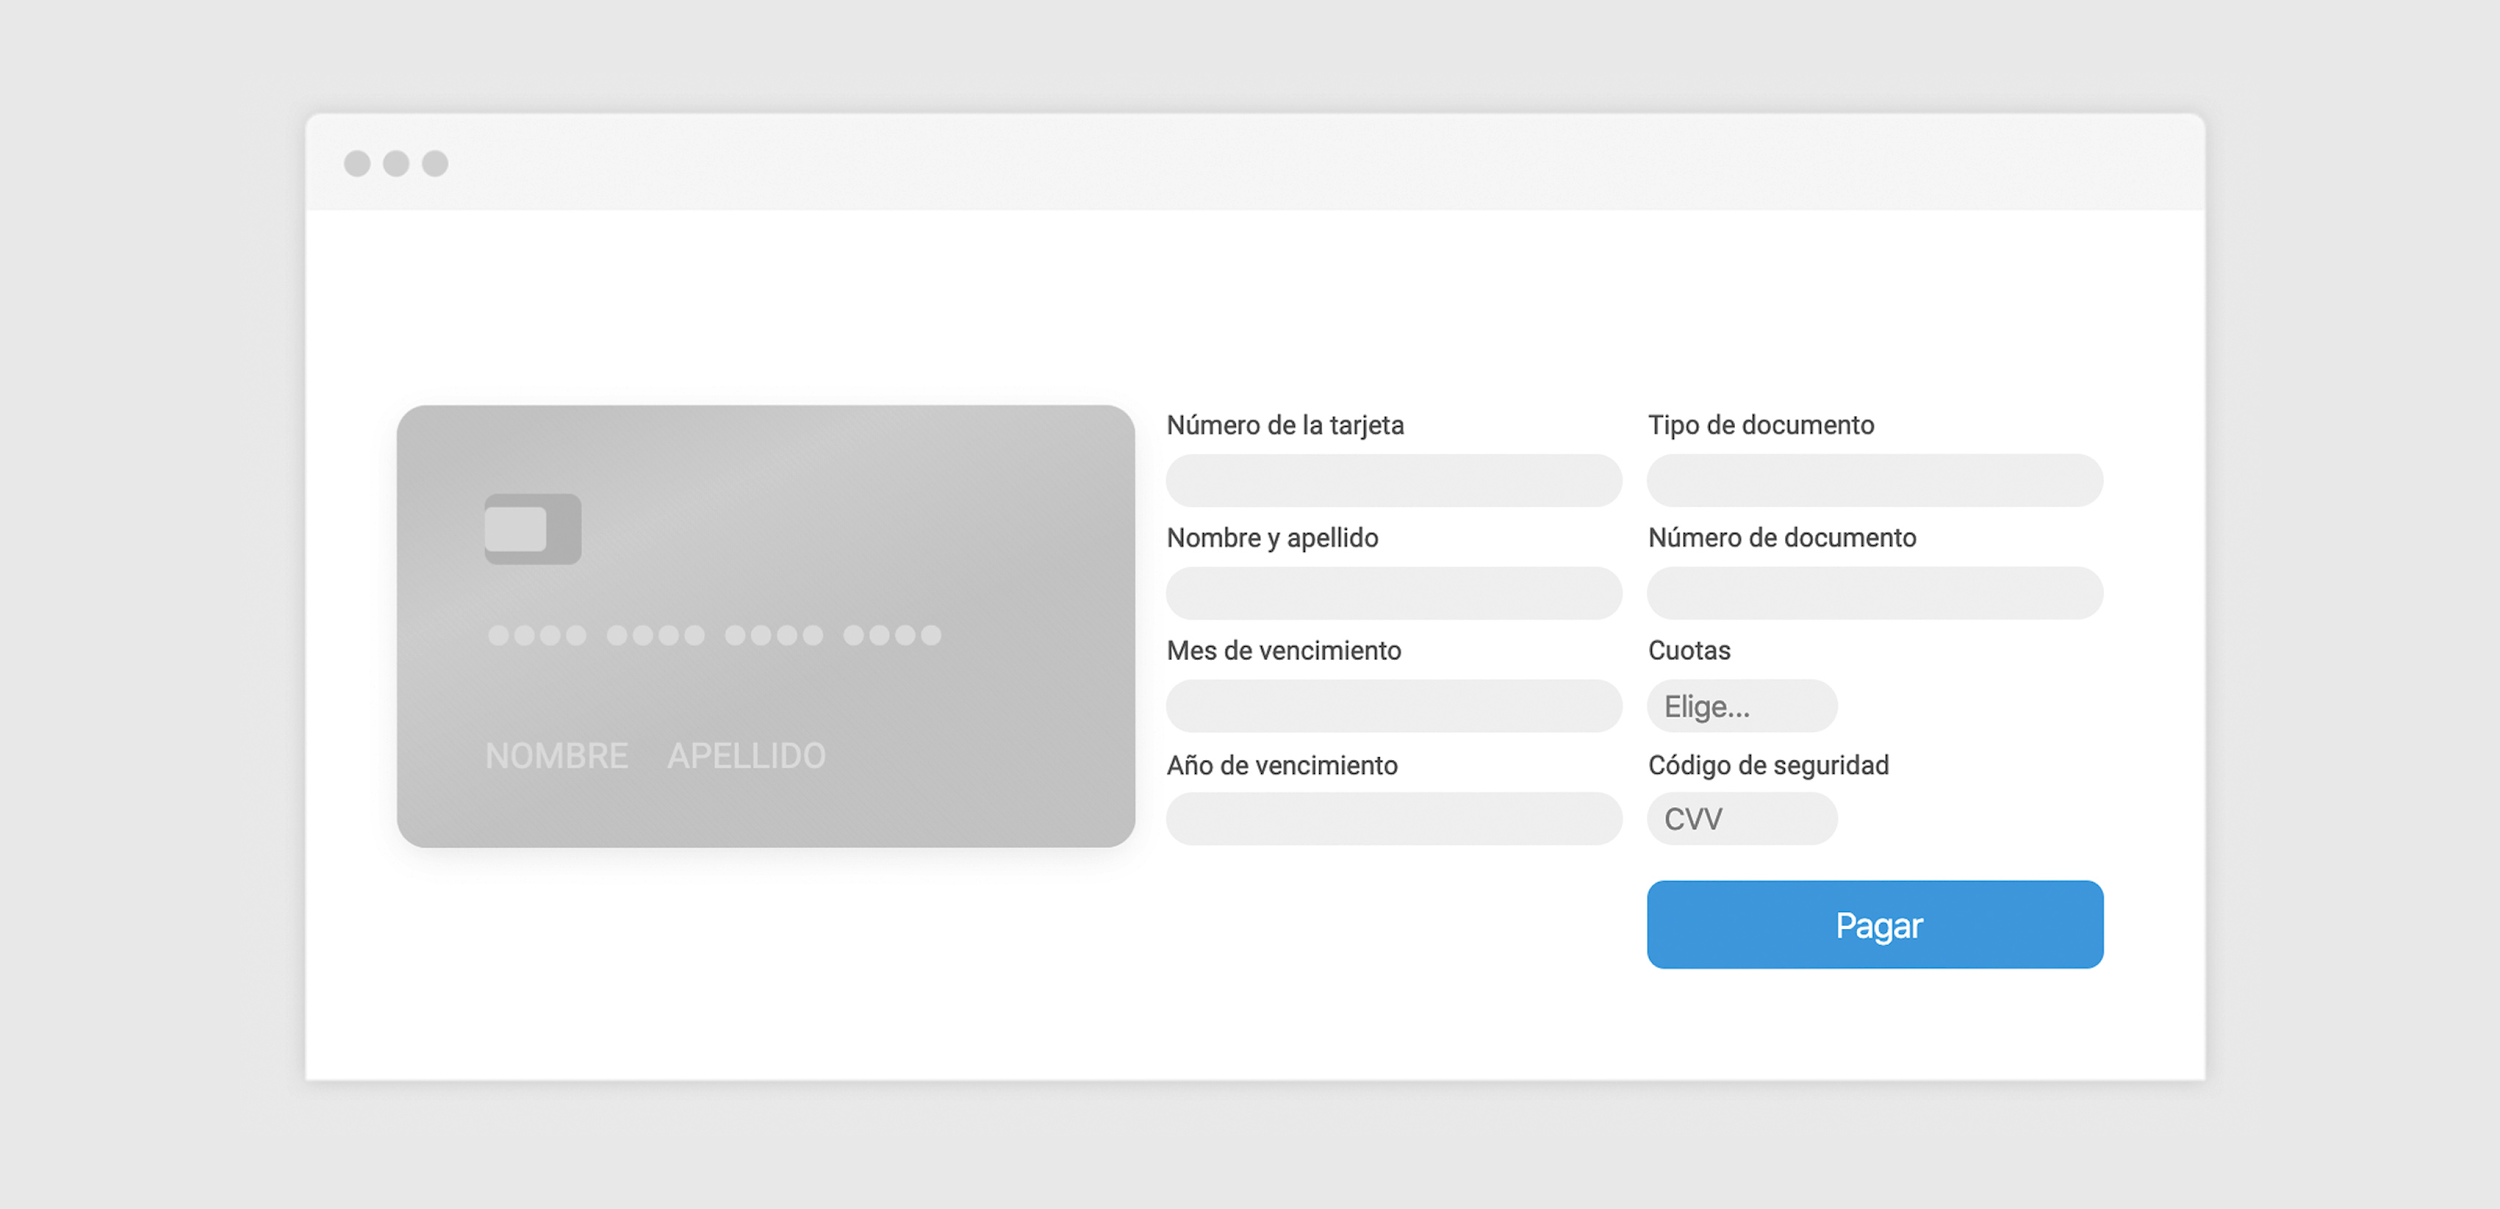 NOMBRE APELLIDO
Número de la tarjeta
Nombre y apellido
Mes de vencimiento
Año de vencimiento
Tipo de documento
Número de documento
Cuotas
Elige...
Código de seguridad
CVV
Pagar